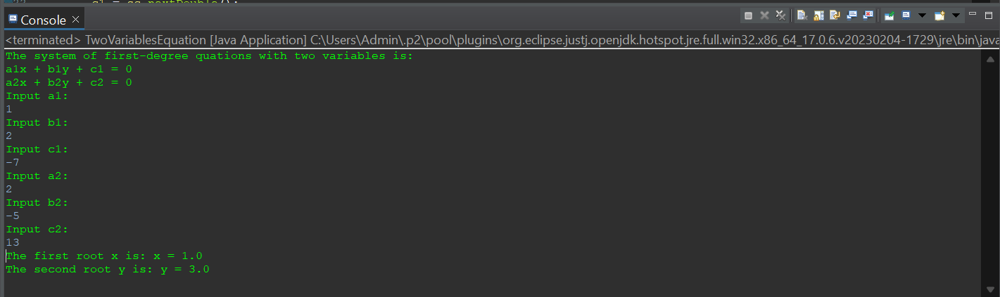 Console
<terminated> TwoVariablesEquation [Java Application] C:\Users\Admin\.p2\pool\plugins\org.eclipse.justj.openjdk.hotspot.jre.full.win32.x86_64_17.0.6.v20230204-1729\jre\bin\java
The system of first-degree quations with two variables is:
a1x + b1y + c1 = 0
a2x + b2y + c2 = 0
Input a1:
1
Input b1:
2
Input c1:
-7
Input a2:
2
Input b2:
-5
Input c2:
13
The first root x is: x = 1.0
The second root y is: y = 3.0